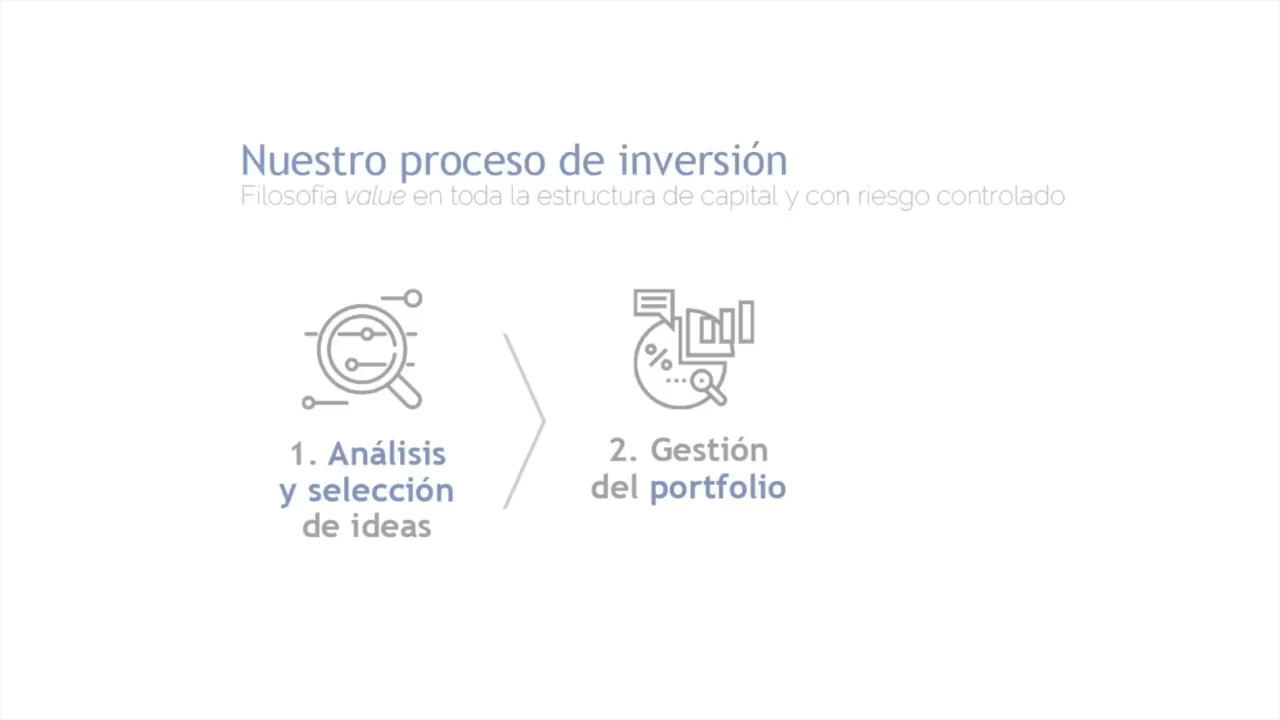 Nuestro proceso de inversión
Filosofía value en toda la estructura de capital y con riesgo controlado
1. Análisis
y selección
de ideas
%
2. Gestión
del portfolio